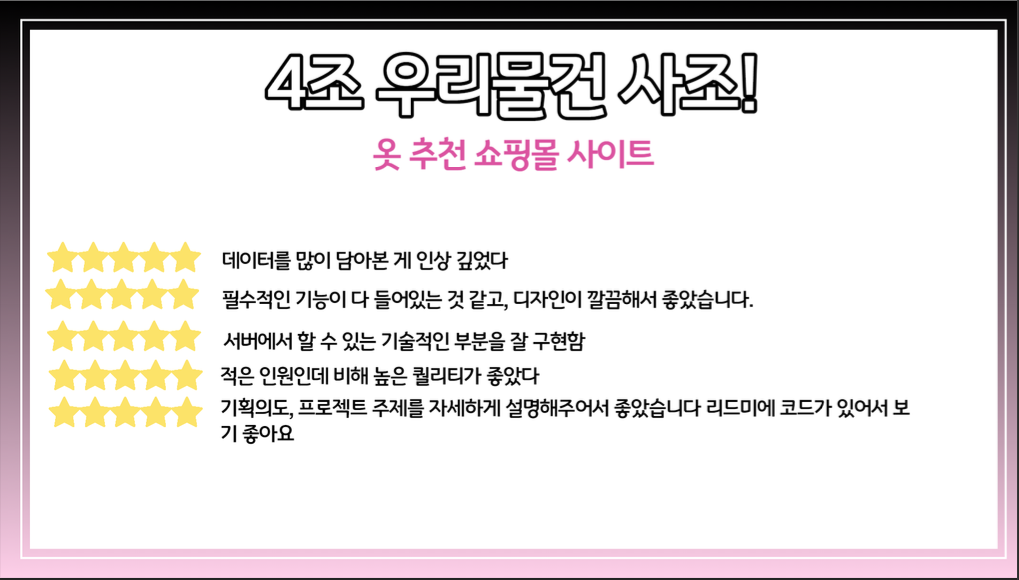 4조 우리물건 사조!
옷 추천 쇼핑몰 사이트
데이터를 많이 담아본 게 인상 깊었다
필수적인 기능이 다 들어있는 것 같고, 디자인이 깔끔해서 좋았습니다.
서버에서 할 수 있는 기술적인 부분을 잘 구현함
적은 인원인데 비해 높은 퀄리티가 좋았다
기획의도, 프로젝트 주제를 자세하게 설명해주어서 좋았습니다 리드미에 코드가 있어서 보
기 좋아요